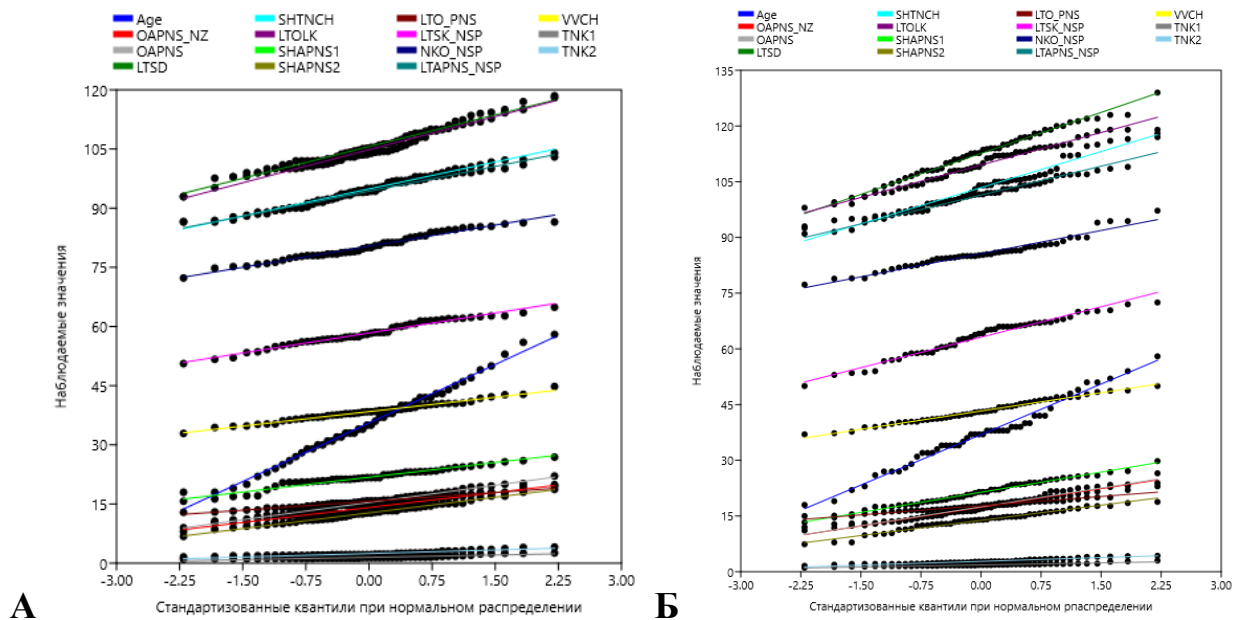 Age SHTNCH LTO_PNS VVCH
OAPNS_NZ LTOLK LTSK_NSP TNK1
OAPNS SHAPNS1 NKO_NSP TNK2
LTSD SHAPNS2 LTAPNS_NSP
120
105
90
75
60
45
30
15
0
Наблюдаемые значения
-3.00 -2.25 -1.50 -0.75 0.00 0.75 1.50 2.25 3.00
Стандартизованные квантили при нормальном распределении
А
Age SHTNCH LTO_PNS VVCH
OAPNS_NZ LTOLK LTSK_NSP TNK1
OAPNS SHAPNS1 NKO_NSP TNK2
LTSD SHAPNS2 LTAPNS_NSP
135
120
105
90
75
60
45
30
15
0
Наблюдаемые значения
-3.00 -2.25 -1.50 -0.75 0.00 0.75 1.50 2.25 3.00
Стандартизованные квантили при нормальном рпаспределении
Б